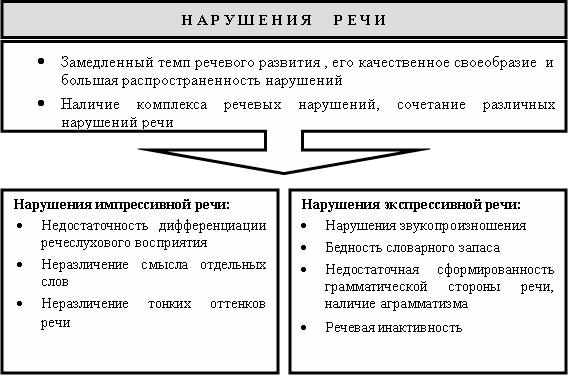 НАРУШЕНИЯ РЕЧИ
• Замедленный темп речевого развития , его качественное своеобразие и
большая распространенность нарушений
• Наличие комплекса речевых нарушений, сочетание различных
нарушений речи
Нарушения импрессивной речи:
• Недостаточность дифференциации
речеслухового восприятия
• Неразличение смысла отдельных
слов
• Неразличение тонких оттенков
речи
Нарушения экспрессивной речи:
• Нарушения звукопроизношения
• Бедность словарного запаса
• Недостаточная сформированность
грамматической стороны речи,
наличие аграмматизма
• Речевая инактивность